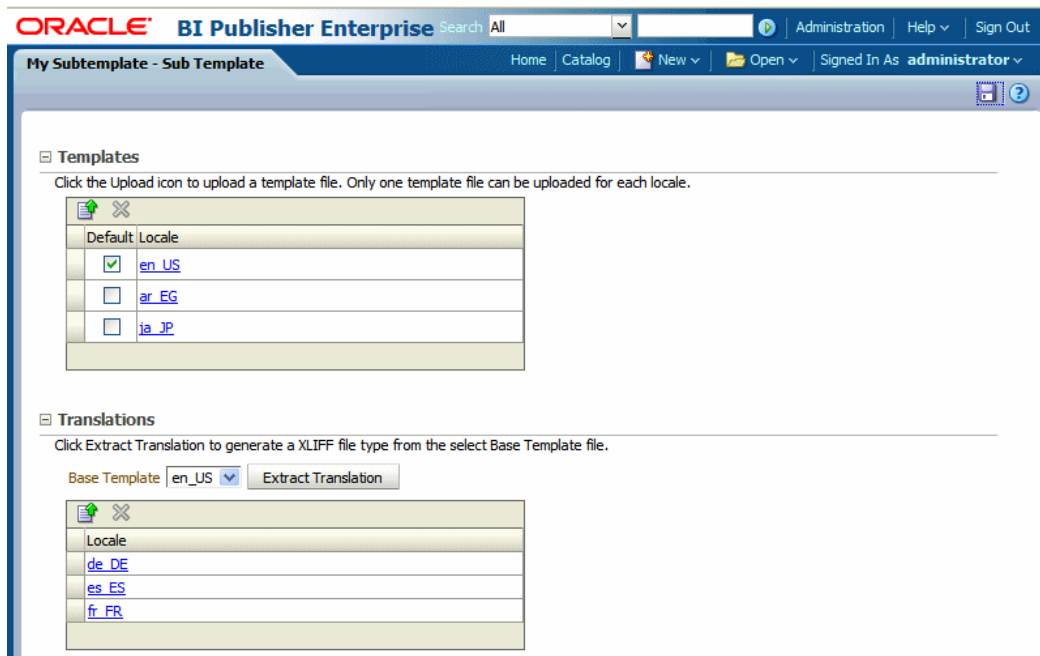 ORACLE BI Publisher Enterprise Search All Administration Help Sign Out
My Subtemplate - Sub Template Home Catalog New Open Signed In As administrator
Templates
Click the Upload icon to upload a template file. Only one template file can be uploaded for each locale.
Default Locale
en_US
ar_EG
ja_JP
Translations
Click Extract Translation to generate a XLIFF file type from the select Base Template file.
Base Template en_US Extract Translation
Locale
de_DE
es_ES
fr_FR